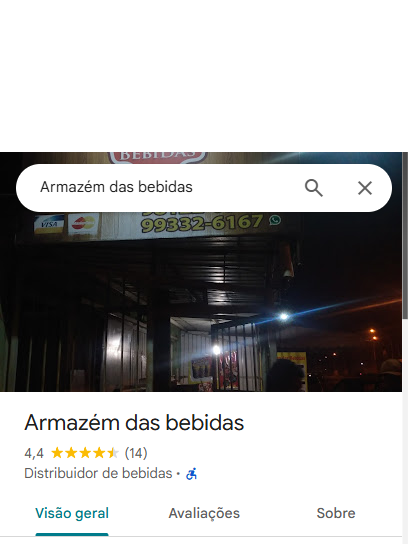 BEBIDAS
Armazém das bebidas
VISA
99332-6167
Armazém das bebidas
4,4 (14)
Distribuidor de bebidas ·
Visão geral Avaliações Sobre